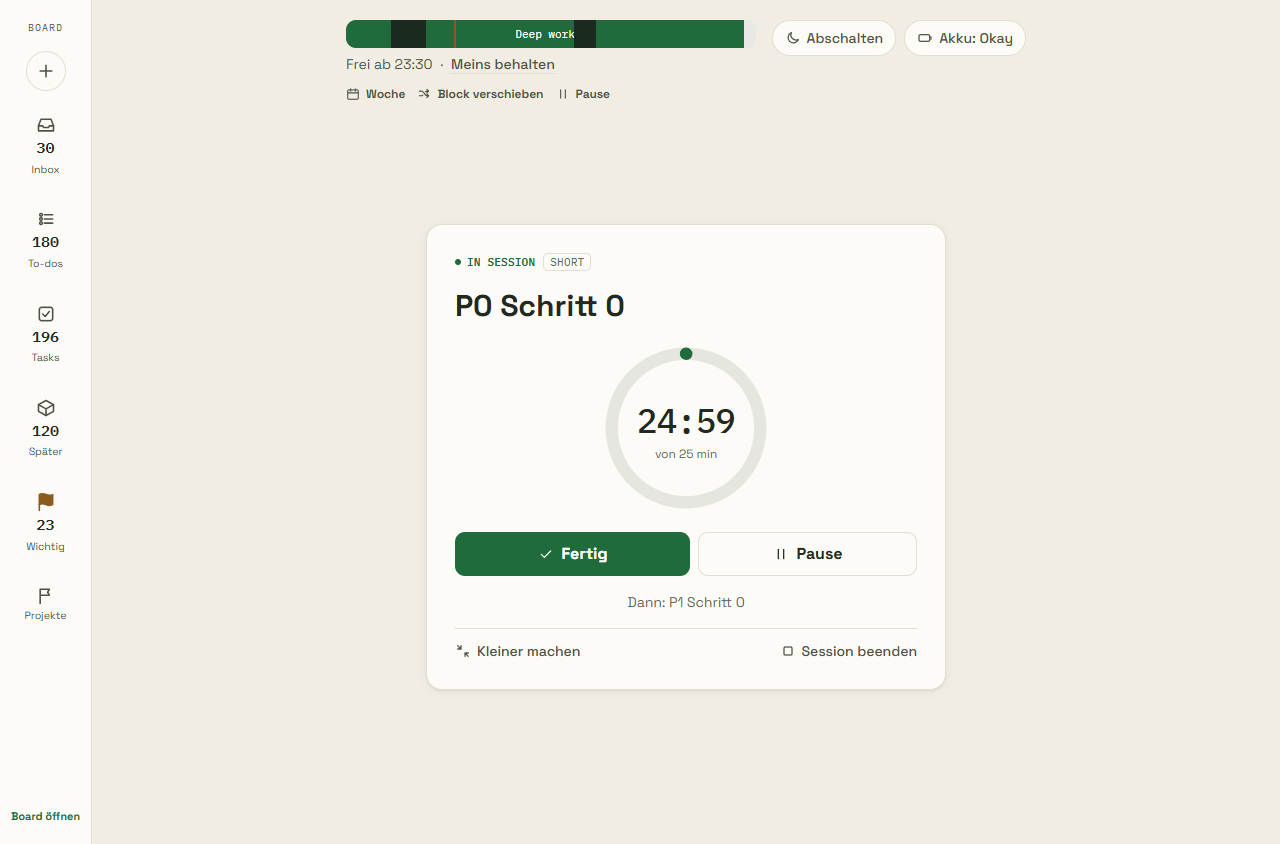 BOARD
30
Inbox
180
To-dos
196
Tasks
120
Später
23
Wichtig
Projekte
Board öffnen
Deep work
Frei ab 23:30 · Meins behalten
Woche Block verschieben Pause
Abschalten Akku: Okay
IN SESSION SHORT
P0 Schritt 0
24:59
von 25 min
Fertig Pause
Dann: P1 Schritt 0
Kleiner machen Session beenden